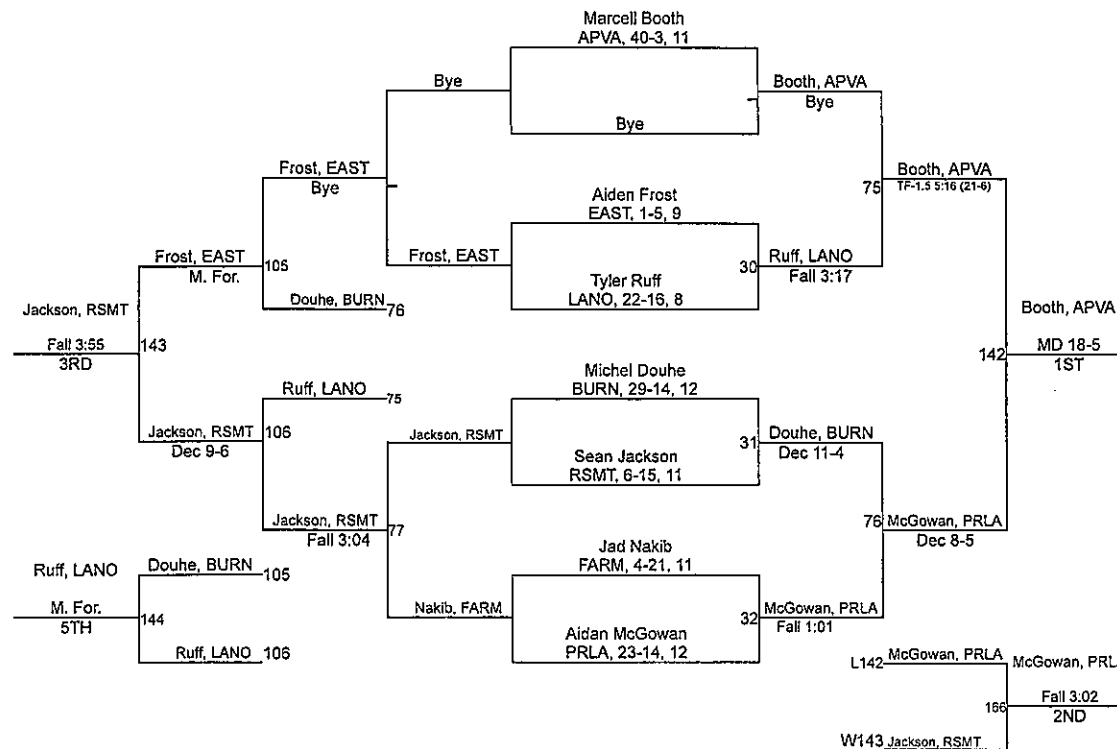 Marcell Booth
APVA, 40-3, 11
Bye
Booth, APVA
Bye
Bye
Frost, EAST
Bye
Booth, APVA
75
TF-1.5 5:16 (21-6)
Aiden Frost
EAST, 1-5, 9
Frost, EAST
M. For.
105
Frost, EAST
30
Ruff, LANO
Fall 3:17
Tyler Ruff
LANO, 22-16, 8
Douhe, BURN
76
Jackson, RSMT
Fall 3:55
3RD
143
Booth, APVA
142
MD 18-5
1ST
Michel Douhe
BURN, 29-14, 12
Ruff, LANO
75
Jackson, RSMT
Dec 9-6
106
Jackson, RSMT
31
Douhe, BURN
Dec 11-4
Sean Jackson
RSMT, 6-15, 11
Jackson, RSMT
Fall 3:04
77
76
McGowan, PRLA
Dec 8-5
Jad Nakib
FARM, 4-21, 11
Ruff, LANO
M. For.
5TH
Douhe, BURN
105
144
Nakib, FARM
32
McGowan, PRLA
Fall 1:01
Aidan McGowan
PRLA, 23-14, 12
Ruff, LANO
106
L142
McGowan, PRLA
McGowan, PRL
166
Fall 3:02
2ND
W143
Jackson, RSMT